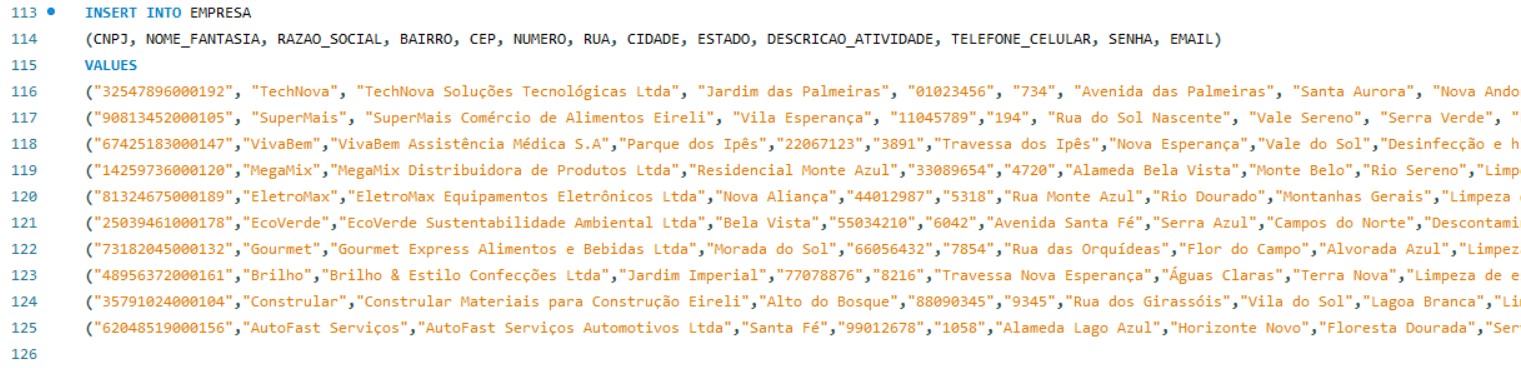 113 INSERT INTO EMPRESA
114 (CNPJ, NOME_FANTASIA, RAZAO_SOCIAL, BAIRRO, CEP, NUMERO, RUA, CIDADE, ESTADO, DESCRICAO_ATIVIDADE, TELEFONE_CELULAR, SENHA, EMAIL)
115 VALUES
116 ("32547896000192", "TechNova", "TechNova Soluções Tecnológicas Ltda", "Jardim das Palmeiras", "01023456", "734", "Avenida das Palmeiras", "Santa Aurora", "Nova Ando
117 ("90813452000105", "SuperMais", "SuperMais Comércio de Alimentos Eireli", "Vila Esperança", "11045789","194", "Rua do Sol Nascente", "Vale Sereno", "Serra Verde", "
118 ("67425183000147","VivaBem","VivaBem Assistência Médica S.A","Parque dos Ipês","22067123","3891","Travessa dos Ipês","Nova Esperança","Vale do Sol","Desinfecção e h
119 ("14259736000120","MegaMix","MegaMix Distribuidora de Produtos Ltda","Residencial Monte Azul","33089654","4720","Alameda Bela Vista","Monte Belo","Rio Sereno","Limp
120 ("81324675000189","EletroMax","EletroMax Equipamentos Eletrônicos Ltda","Nova Aliança","44012987","5318","Rua Monte Azul","Rio Dourado","Montanhas Gerais","Limpeza
121 ("25039461000178","EcoVerde","EcoVerde Sustentabilidade Ambiental Ltda","Bela Vista","55034210","6042","Avenida Santa Fé","Serra Azul","Campos do Norte","Descontami
122 ("73182045000132","Gourmet","Gourmet Express Alimentos e Bebidas Ltda","Morada do Sol","66056432","7854","Rua das Orquídeas","Flor do Campo","Alvorada Azul","Limpez
123 ("48956372000161","Brilho","Brilho & Estilo Confecções Ltda","Jardim Imperial","77078876","8216","Travessa Nova Esperança","Águas Claras","Terra Nova","Limpeza de e
124 ("35791024000104","Constrular","Constrular Materiais para Construção Eireli","Alto do Bosque","88090345","9345","Rua dos Girassóis","Vila do Sol","Lagoa Branca","Li
125 ("62048519000156","AutoFast Serviços","AutoFast Serviços Automotivos Ltda","Santa Fé","99012678","1058","Alameda Lago Azul","Horizonte Novo","Floresta Dourada","Ser
126